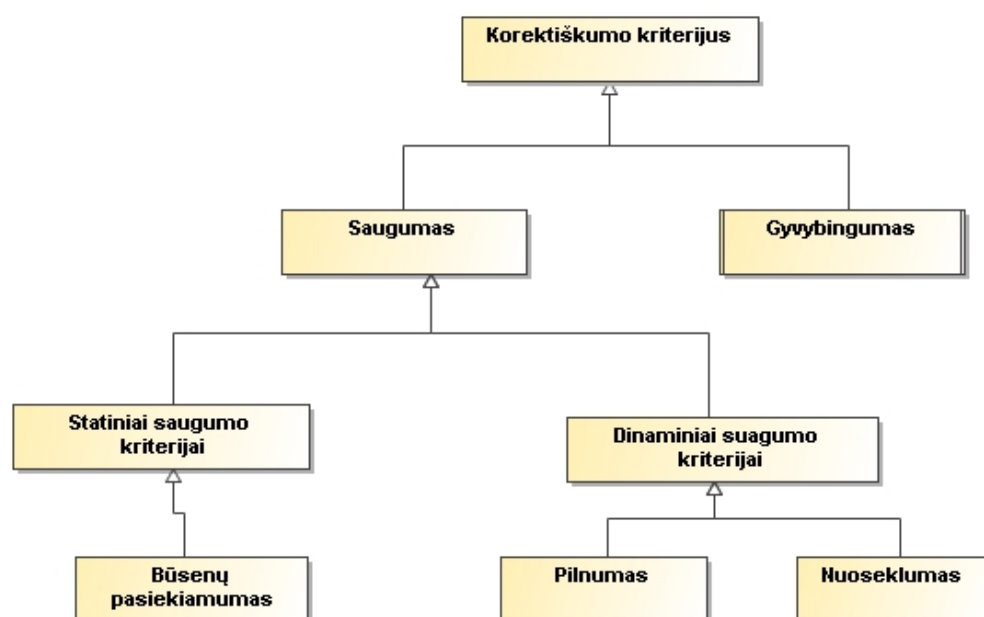 Korektiškumo kriterijus
Saugumas
Gyvybingumas
Statiniai saugumo
kriterijai
Dinaminiai suagumo
kriterijai
Būsenų
pasiekiamumas
Pilnumas
Nuoseklumas